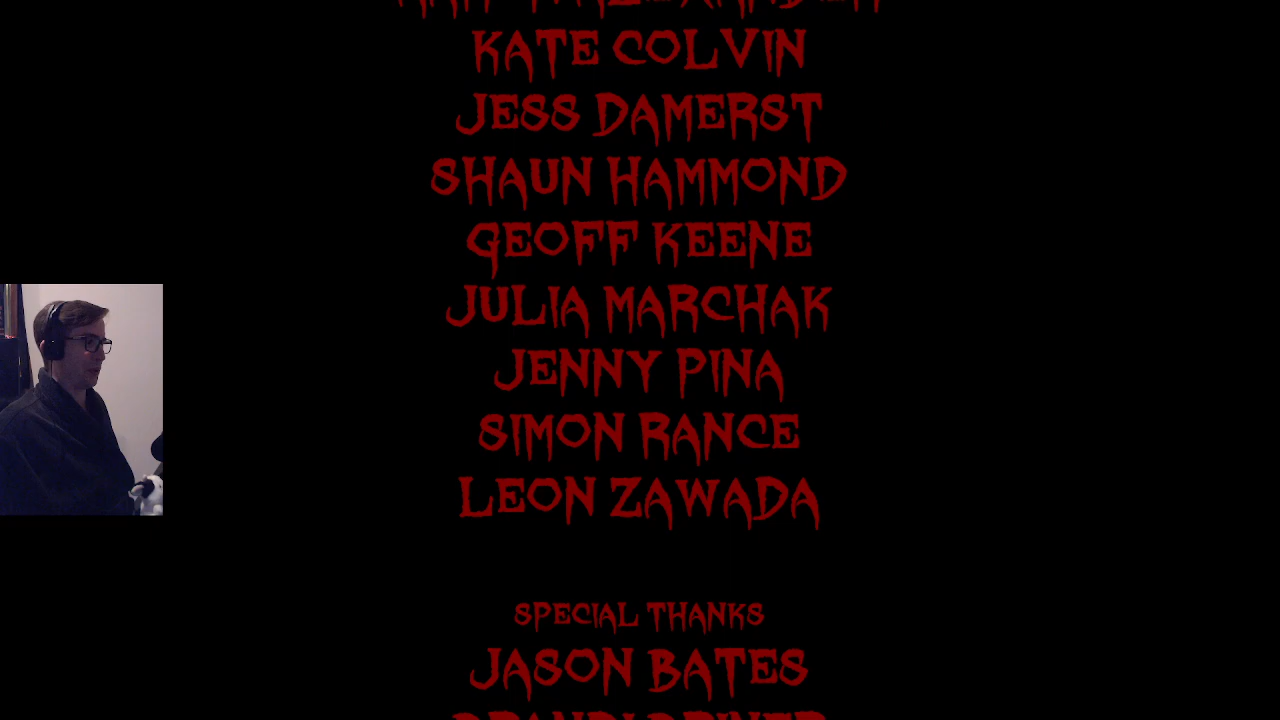 KATE COLVIN
JESS DAMERST
SHAUN HAMMOND
GEOFF KEENE
JULIA MARCHAK
JENNY PINA
SIMON RANCE
LEON ZAWADA
SPECIAL THANKS
JASON BATES